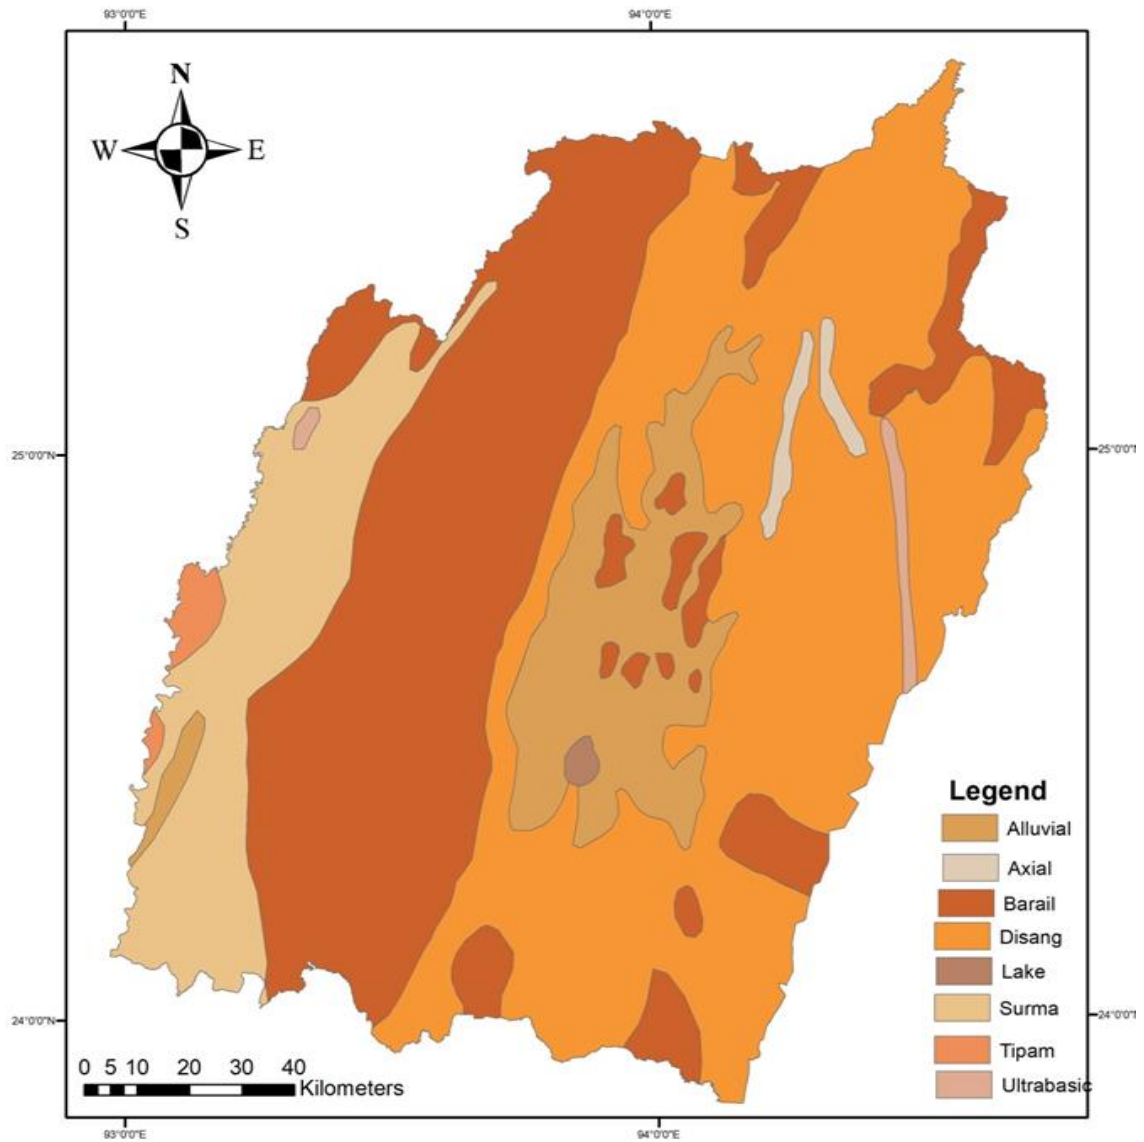 93°0'0"E 94°0'0"E
N
W E
S
25°0'0"N 25°0'0"N
Legend
Alluvial
Axial
Barail
Disang
Lake
Surma
Tipam
Ultrabasic
24°0'0"N 24°0'0"N
0 5 10 20 30 40
Kilometers
93°0'0"E 94°0'0"E